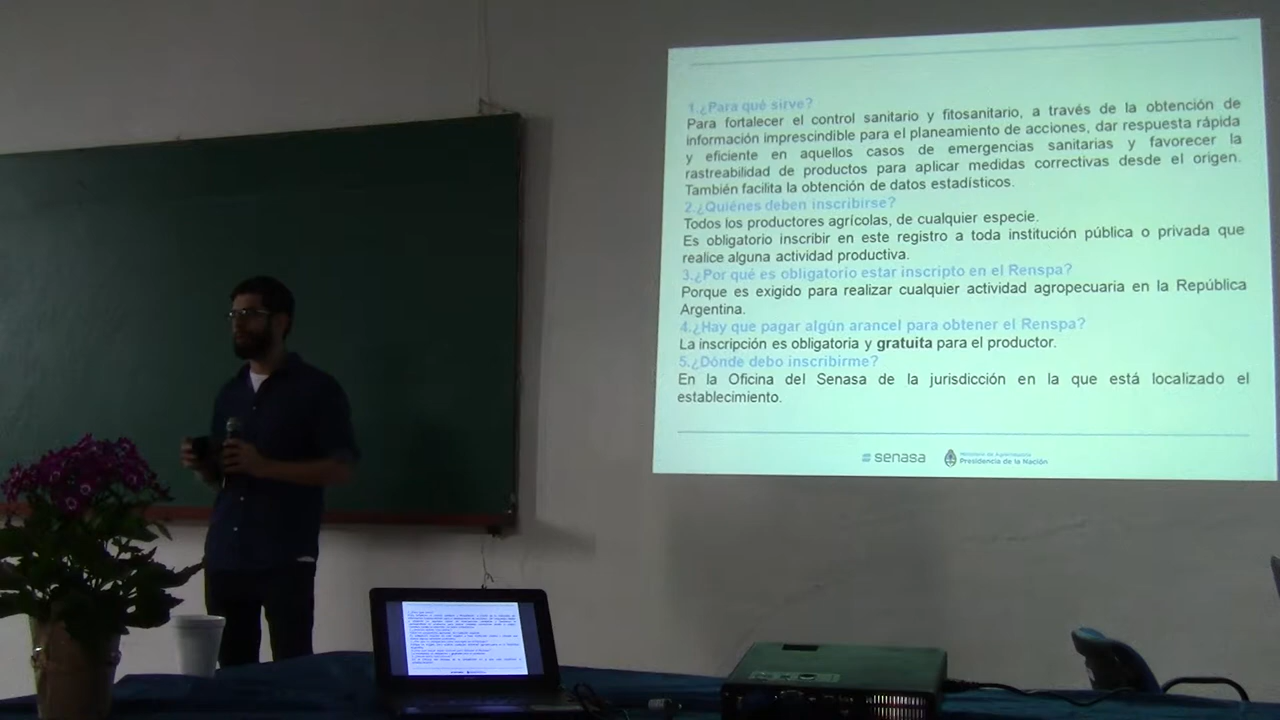 1.¿Para qué sirve?
Para fortalecer el control sanitario y fitosanitario, a través de la obtención de
información imprescindible para el planeamiento de acciones, dar respuesta rápida
y eficiente en aquellos casos de emergencias sanitarias y favorecer la
rastreabilidad de productos para aplicar medidas correctivas desde el origen.
También facilita la obtención de datos estadísticos.
2.¿Quiénes deben inscribirse?
Todos los productores agrícolas, de cualquier especie.
Es obligatorio inscribir en este registro a toda institución pública o privada que
realice alguna actividad productiva.
3.¿Por qué es obligatorio estar inscripto en el Renspa?
Porque es exigido para realizar cualquier actividad agropecuaria en la República
Argentina.
4.¿Hay que pagar algún arancel para obtener el Renspa?
La inscripción es obligatoria y gratuita para el productor.
5.¿Dónde debo inscribirme?
En la Oficina del Senasa de la jurisdicción en la que está localizado el
establecimiento.
senasa
Ministerio de Agroindustria
Presidencia de la Nación